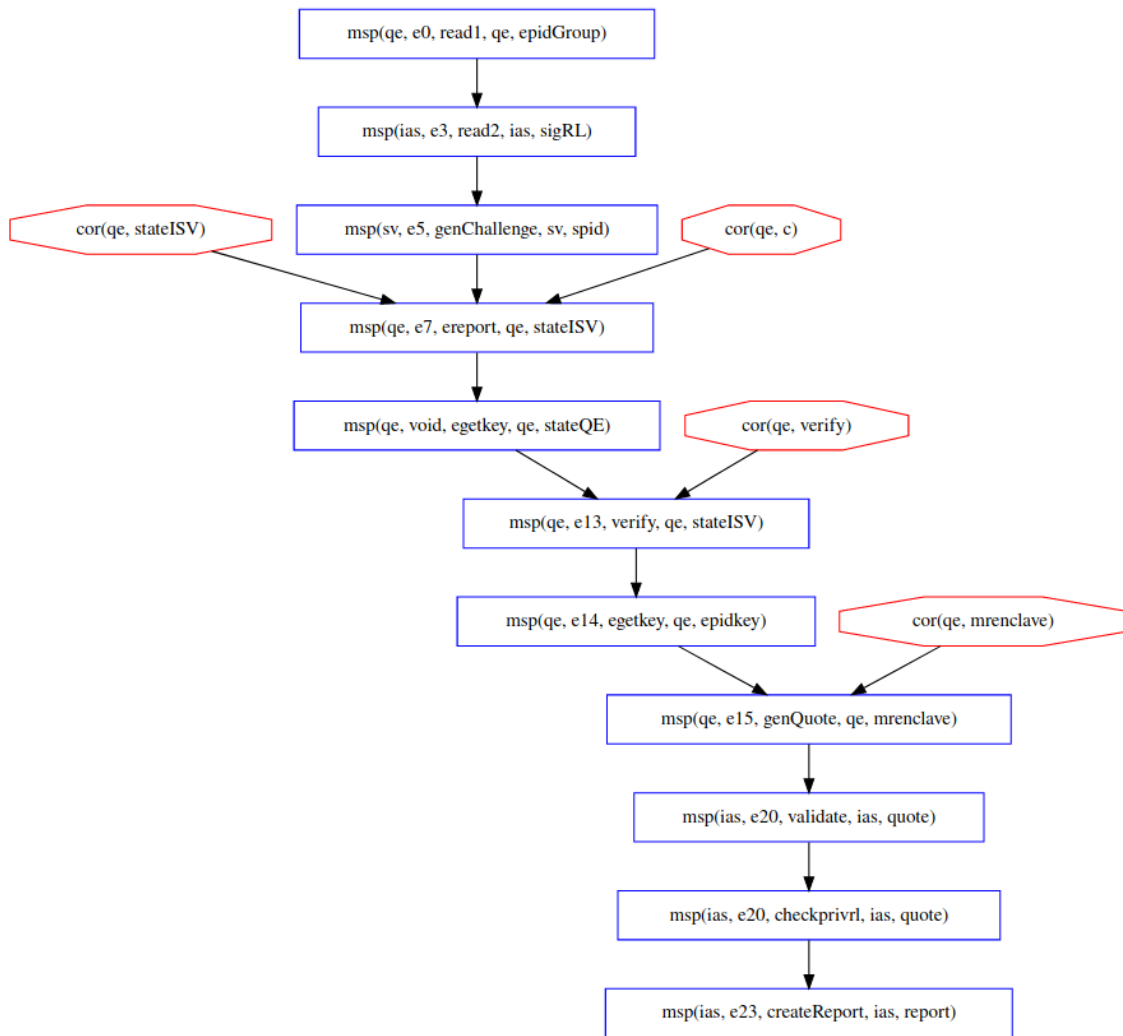 msp(qe, e0, read1, qe, epidGroup)
msp(ias, e3, read2, ias, sigRL)
cor(qe, stateISV)
msp(sv, e5, genChallenge, sv, spid)
cor(qe, c)
msp(qe, e7, ereport, qe, stateISV)
msp(qe, void, egetkey, qe, stateQE)
cor(qe, verify)
msp(qe, e13, verify, qe, stateISV)
msp(qe, e14, egetkey, qe, epidkey)
cor(qe, mrenclave)
msp(qe, e15, genQuote, qe, mrenclave)
msp(ias, e20, validate, ias, quote)
msp(ias, e20, checkprivrl, ias, quote)
msp(ias, e23, createReport, ias, report)